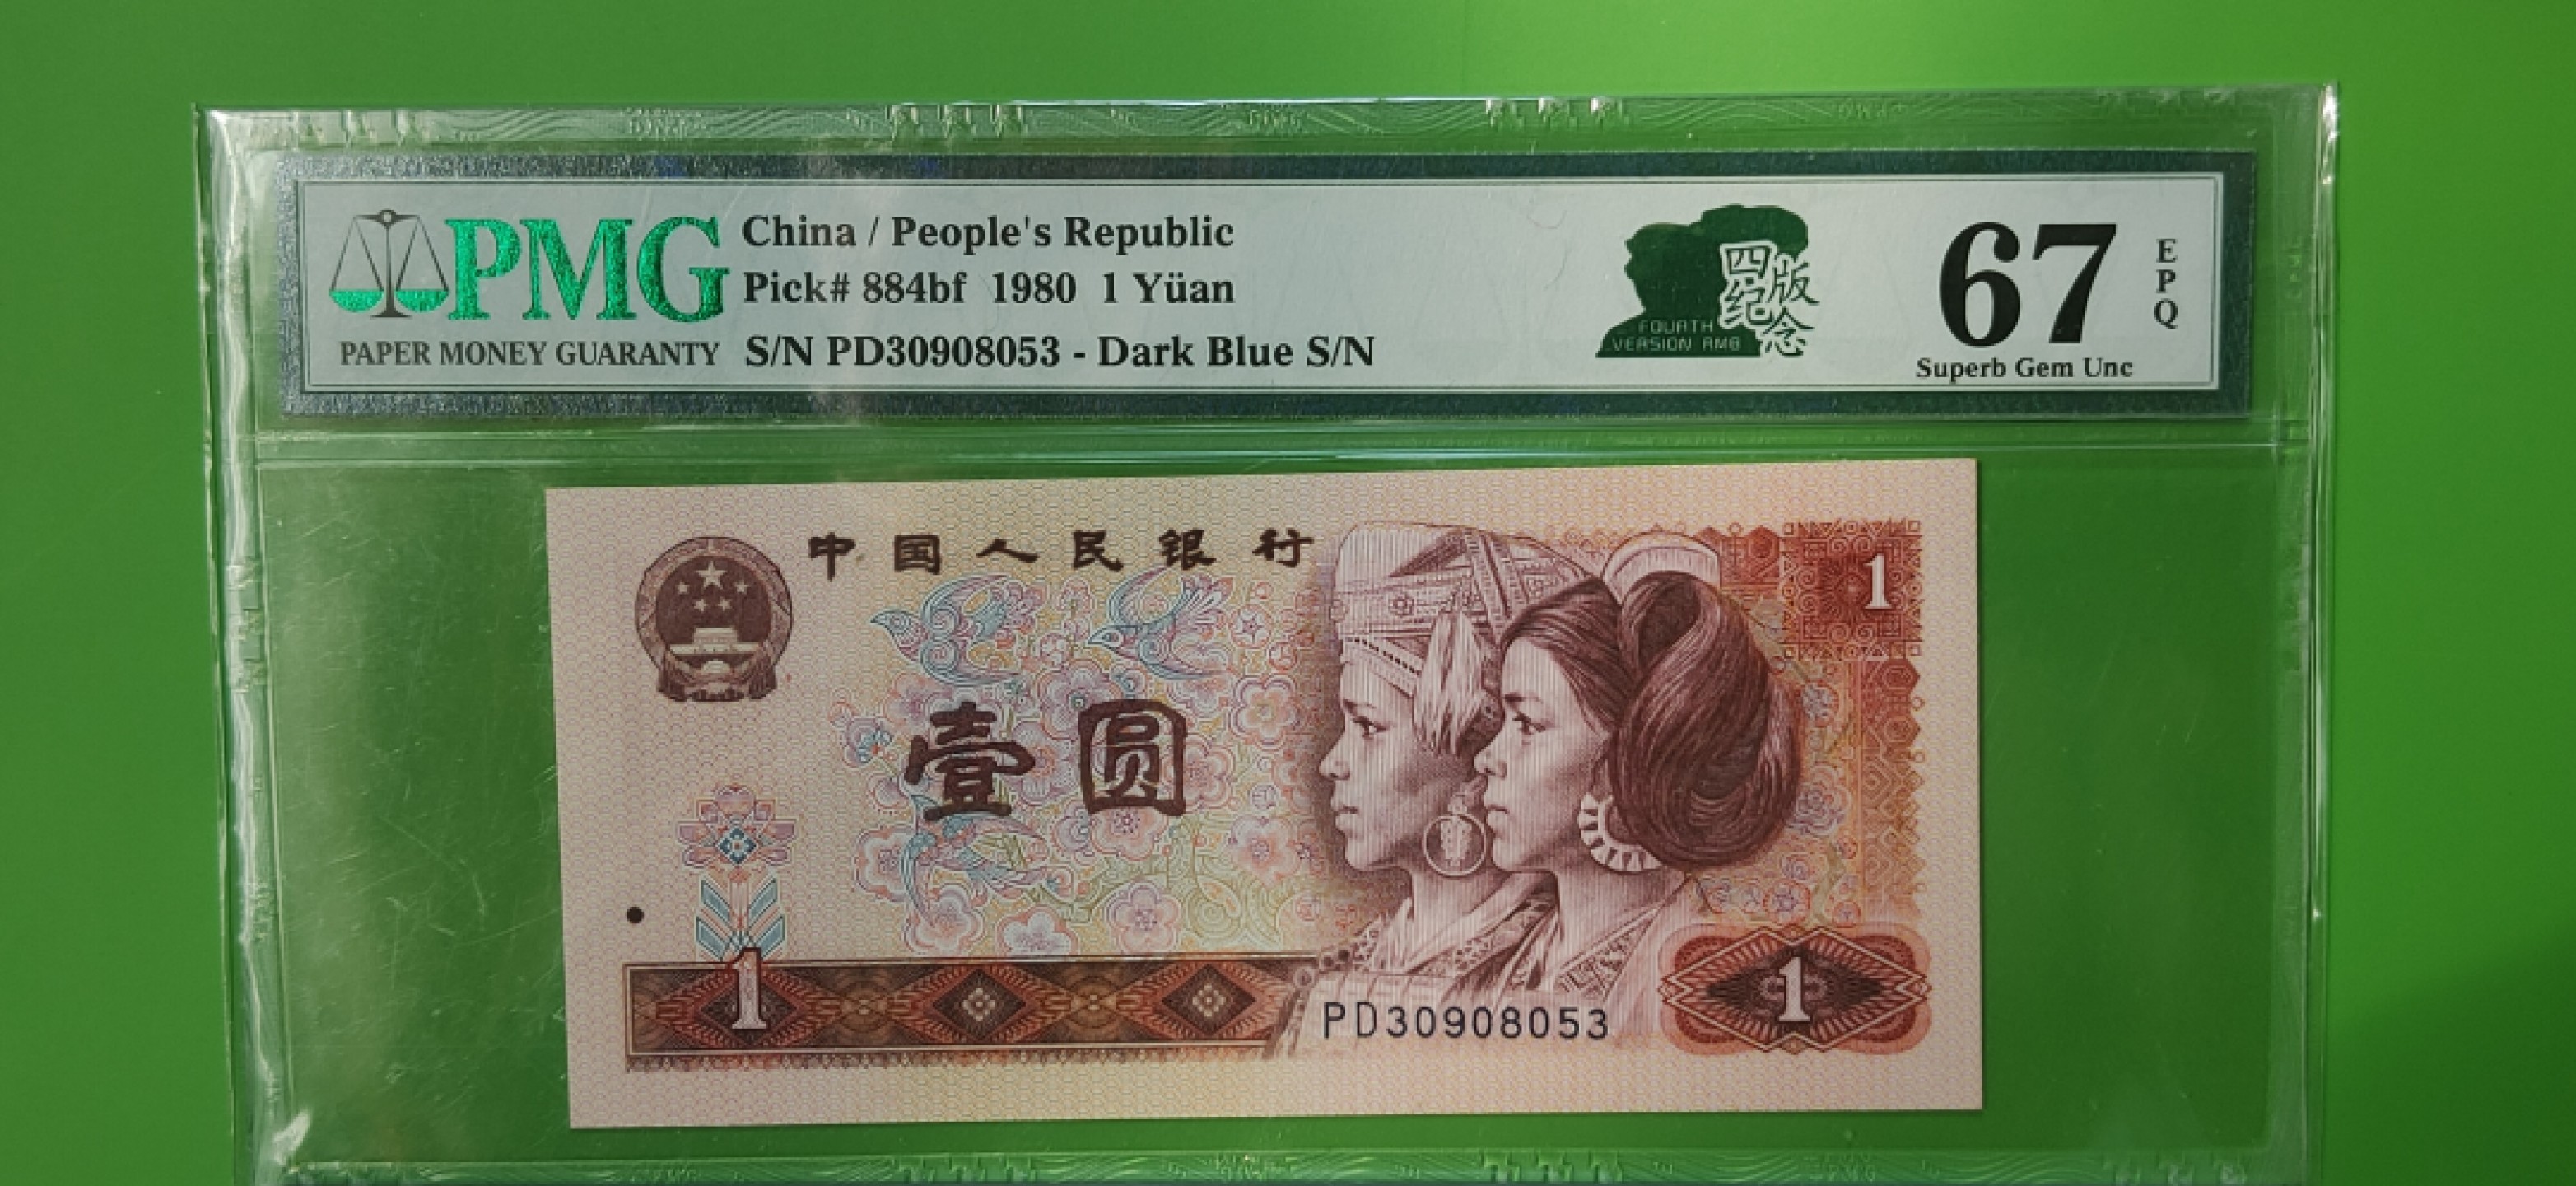 PMG
PAPER MONEY GUARANTY
China / People's Republic
Pick# 884bf 1980 1 Yüan
S/N PD30908053 - Dark Blue S/N
四版
纪念
FOURTH
VERSION RMB
67
EPQ
Superb Gem Unc
中国人民银行
1
壹圆
1
PD30908053
1